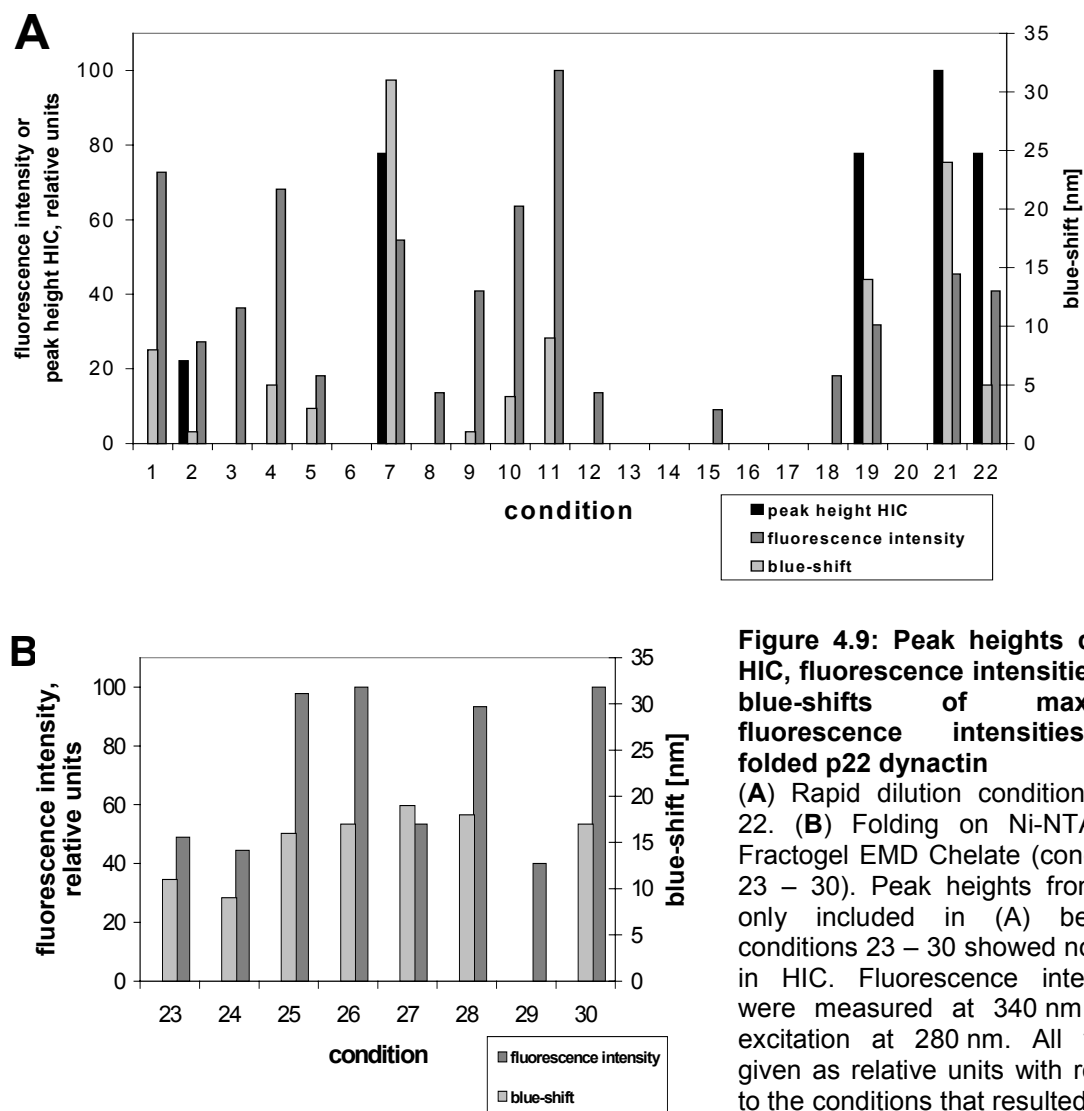 A
fluorescence intensity or
peak height HIC, relative units
100
80
60
40
20
0
35
30
25
20
15
10
5
0
blue-shift [nm]
1 2 3 4 5 6 7 8 9 10 11 12 13 14 15 16 17 18 19 20 21 22
condition
peak height HIC
fluorescence intensity
blue-shift
B
fluorescence intensity,
relative units
100
80
60
40
20
0
35
30
25
20
15
10
5
0
blue-shift [nm]
23 24 25 26 27 28 29 30
condition
fluorescence intensity
blue-shift
Figure 4.9: Peak heights
HIC, fluorescence
blue-shifts of
fluorescence intensities
folded p22 dynactin
(A) Rapid dilution condition
22. (B) Folding on
Fractogel EMD Chelate
23 – 30). Peak heights
only included in (A)
conditions 23 – 30 showed
in HIC. Fluorescence
were measured at 340 nm
excitation at 280 nm. All
given as relative units with
to the conditions that resulted